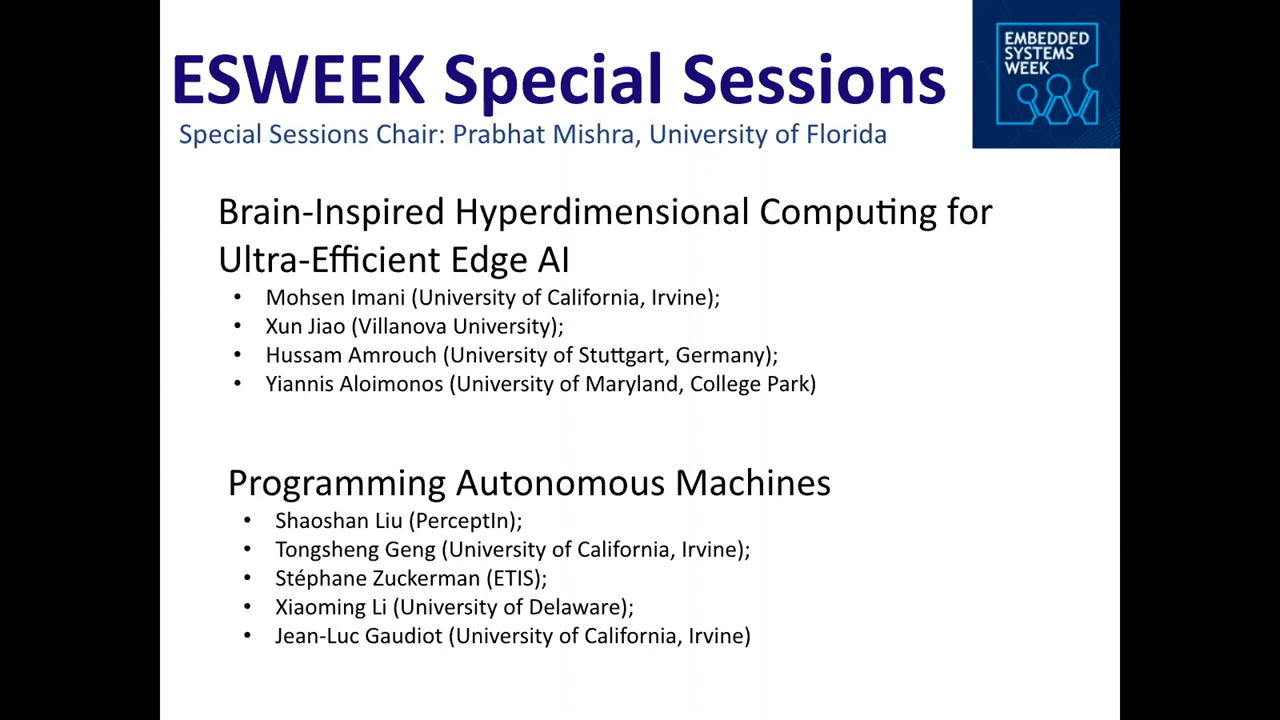 ESWEEK Special Sessions
EMBEDDED
SYSTEMS
WEEK
Special Sessions Chair: Prabhat Mishra, University of Florida
Brain-Inspired Hyperdimensional Computing for
Ultra-Efficient Edge AI
• Mohsen Imani (University of California, Irvine);
• Xun Jiao (Villanova University);
• Hussam Amrouch (University of Stuttgart, Germany);
• Yiannis Aloimonos (University of Maryland, College Park)
Programming Autonomous Machines
• Shaoshan Liu (PerceptIn);
• Tongsheng Geng (University of California, Irvine);
• Stéphane Zuckerman (ETIS);
• Xiaoming Li (University of Delaware);
• Jean-Luc Gaudiot (University of California, Irvine)